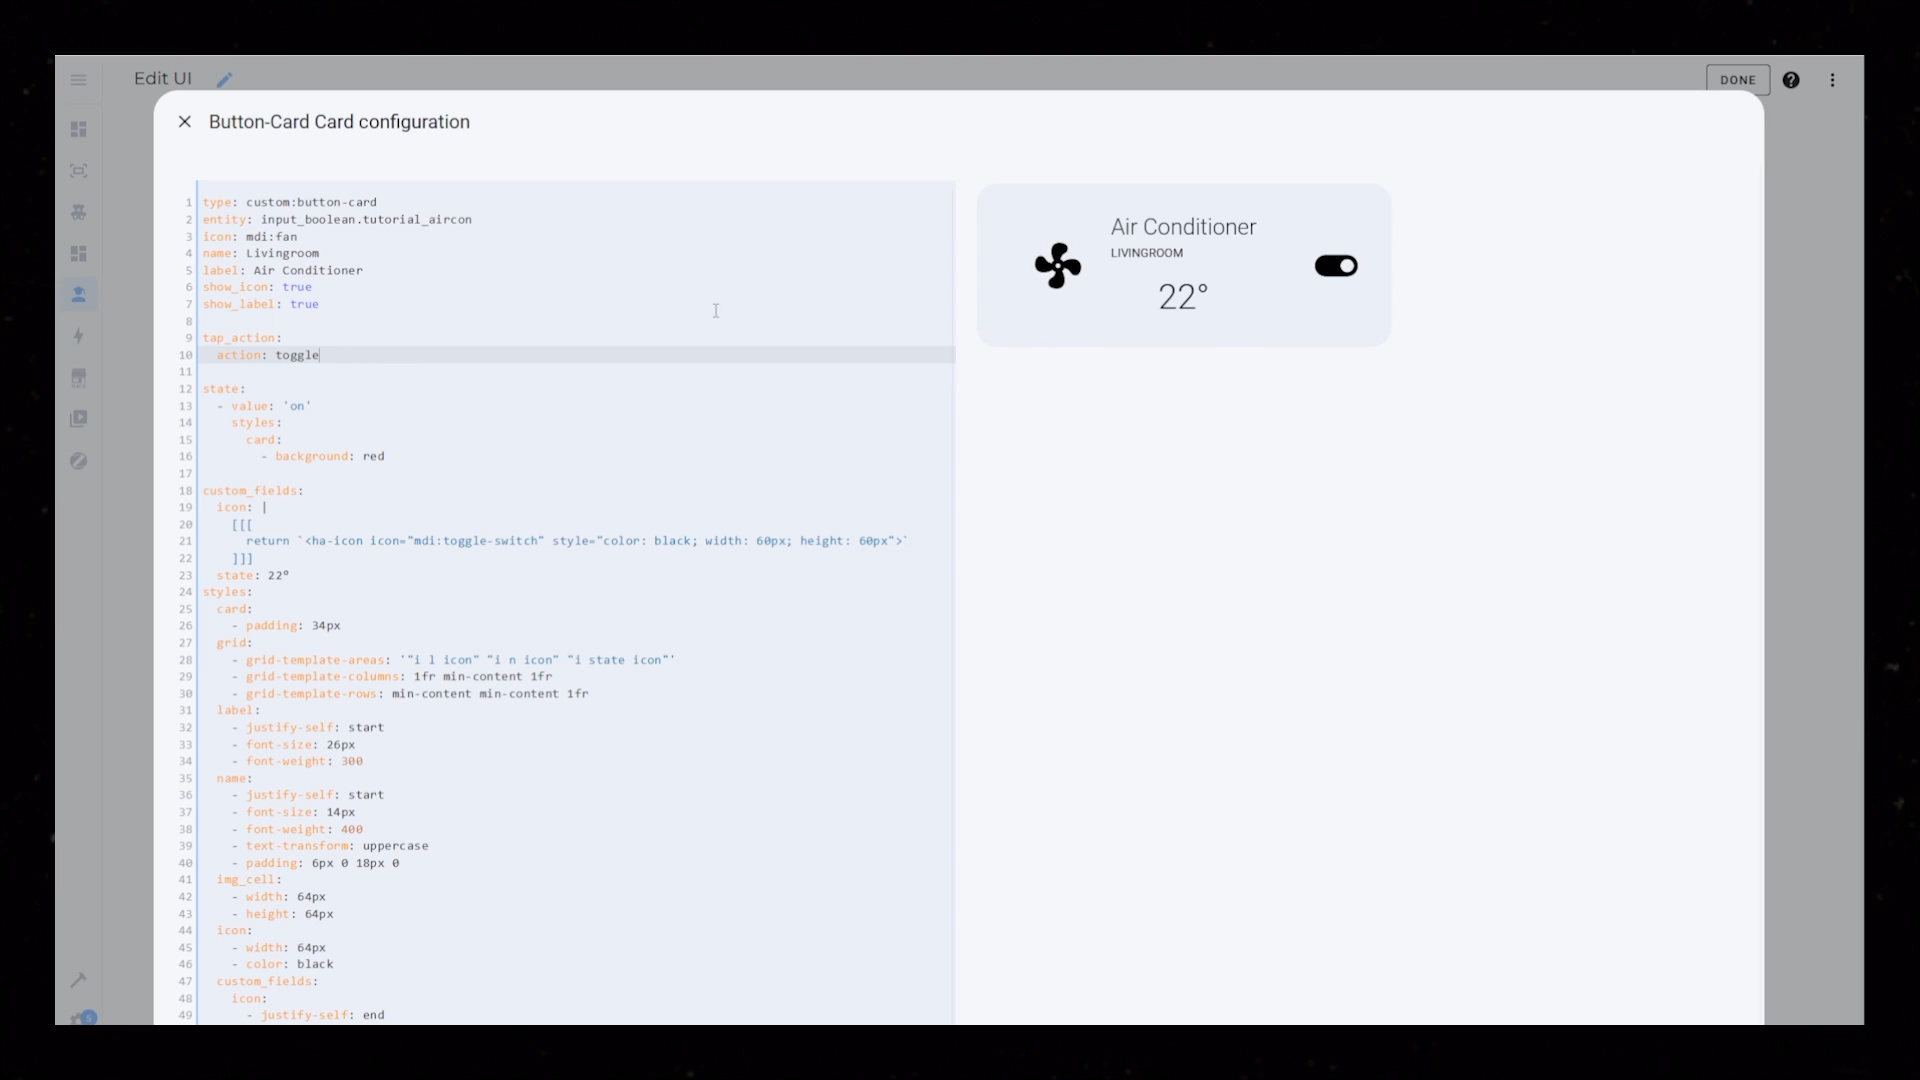 Edit UI
DONE
Button-Card Card configuration
1 type: custom:button-card
2 entity: input_boolean.tutorial_aircon
3 icon: mdi:fan
4 name: Livingroom
5 label: Air Conditioner
6 show_icon: true
7 show_label: true
8
9 tap_action:
10   action: toggle
11
12 state:
13   - value: 'on'
14     styles:
15       card:
16         - background: red
17
18 custom_fields:
19   icon: |
20     [[[
21       return `<ha-icon icon="mdi:toggle-switch" style="color: black; width: 60px; height: 60px">`
22     ]]]
23   state: 22°
24 styles:
25   card:
26     - padding: 34px
27   grid:
28     - grid-template-areas: '"i l icon" "i n icon" "i state icon"'
29     - grid-template-columns: 1fr min-content 1fr
30     - grid-template-rows: min-content min-content 1fr
31   label:
32     - justify-self: start
33     - font-size: 26px
34     - font-weight: 300
35   name:
36     - justify-self: start
37     - font-size: 14px
38     - font-weight: 400
39     - text-transform: uppercase
40     - padding: 6px 0 18px 0
41   img_cell:
42     - width: 64px
43     - height: 64px
44   icon:
45     - width: 64px
46     - color: black
47   custom_fields:
48     icon:
49       - justify-self: end
Air Conditioner
LIVINGROOM
22°
5